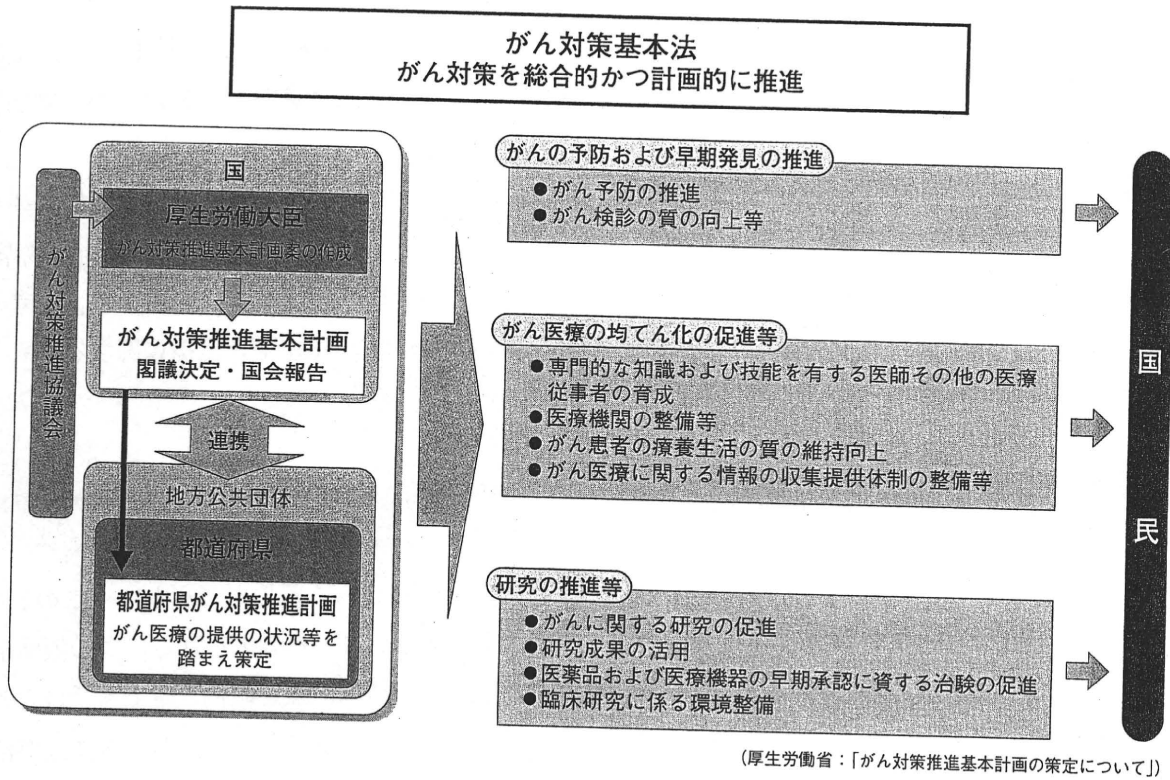 がん対策基本法
がん対策を総合的かつ計画的に推進
がん対策推進協議会
国
厚生労働大臣
がん対策推進基本計画案の作成
がん対策推進基本計画
閣議決定・国会報告
連携
地方公共団体
都道府県
都道府県がん対策推進計画
がん医療の提供の状況等を
踏まえ策定
がんの予防および早期発見の推進
●がん予防の推進
●がん検診の質の向上等
がん医療の均てん化の促進等
●専門的な知識および技能を有する医師その他の医療
従事者の育成
●医療機関の整備等
●がん患者の療養生活の質の維持向上
●がん医療に関する情報の収集提供体制の整備等
研究の推進等
●がんに関する研究の促進
●研究成果の活用
●医薬品および医療機器の早期承認に資する治験の促進
●臨床研究に係る環境整備
国民
(厚生労働省:「がん対策推進基本計画の策定について」)